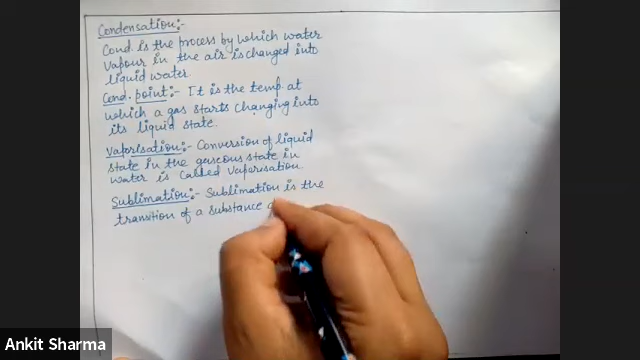 Condensation:-
Cond. is the process by which water
vapour in the air is changed into
liquid water.
Cond. point:- It is the temp. at
which a gas starts changing into
its liquid state.
Vaporisation:- Conversion of liquid
state in the gaseous state in
water is called vaporisation.
Sublimation:- Sublimation is the
transition of a substance
Ankit Sharma